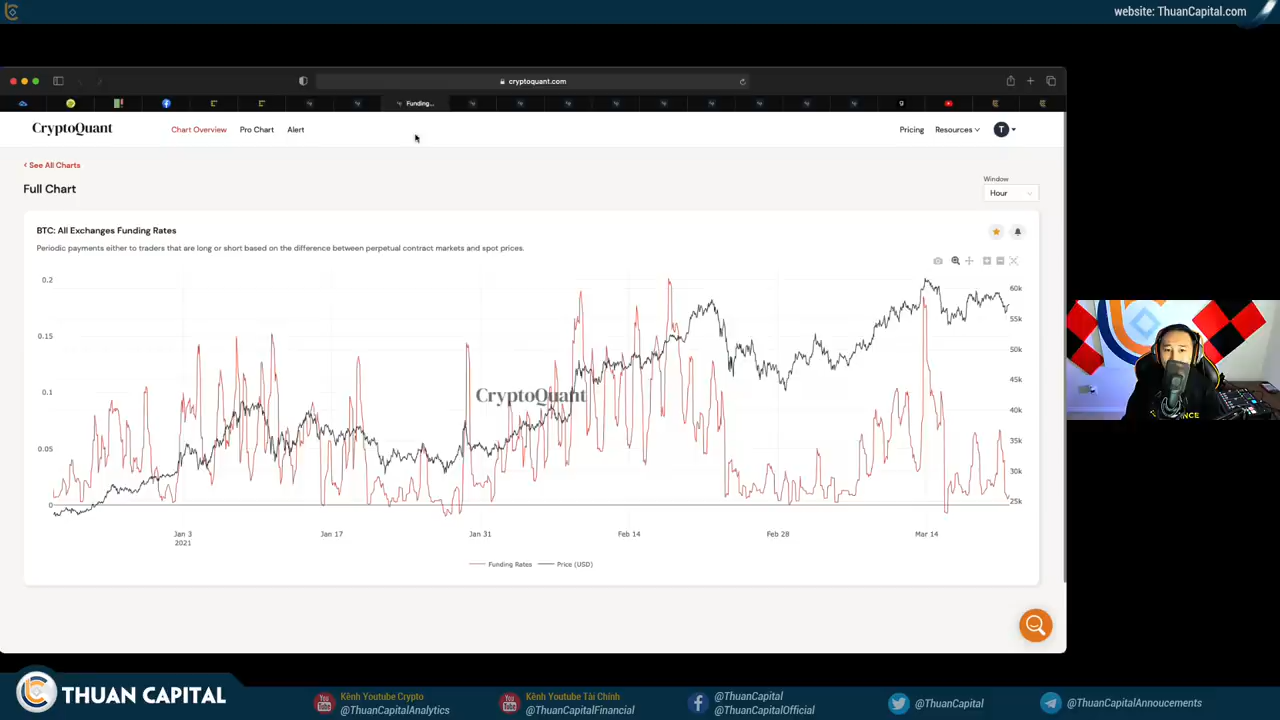 website: ThuanCapital.com
cryptoquant.com
Funding...
CryptoQuant
Chart Overview
Pro Chart
Alert
Pricing
Resources
T
< See All Charts
Full Chart
Window
Hour
BTC: All Exchanges Funding Rates
Periodic payments either to traders that are long or short based on the difference between perpetual contract markets and spot prices.
0.2
0.15
0.1
0.05
0
60k
55k
50k
45k
40k
35k
30k
25k
CryptoQuant
Jan 3
2021
Jan 17
Jan 31
Feb 14
Feb 28
Mar 14
Funding Rates
Price (USD)
THUAN CAPITAL
Kênh Youtube Crypto
@ThuanCapitalAnalytics
Kênh Youtube Tài Chính
@ThuanCapitalFinancial
@ThuanCapital
@ThuanCapitalOfficial
@ThuanCapital
@ThuanCapitalAnnoucements